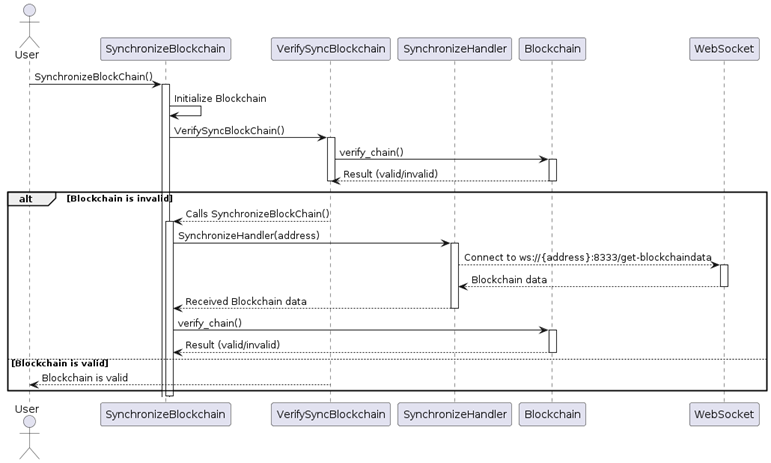 User
SynchronizeBlockchain
VerifySyncBlockchain
SynchronizeHandler
Blockchain
WebSocket
SynchronizeBlockChain()
Initialize Blockchain
VerifySyncBlockChain()
verify_chain()
Result (valid/invalid)
alt [Blockchain is invalid]
Calls SynchronizeBlockChain()
SynchronizeHandler(address)
Connect to ws://{address}:8333/get-blockchaindata
Blockchain data
Received Blockchain data
verify_chain()
Result (valid/invalid)
[Blockchain is valid]
Blockchain is valid
User
SynchronizeBlockchain
VerifySyncBlockchain
SynchronizeHandler
Blockchain
WebSocket